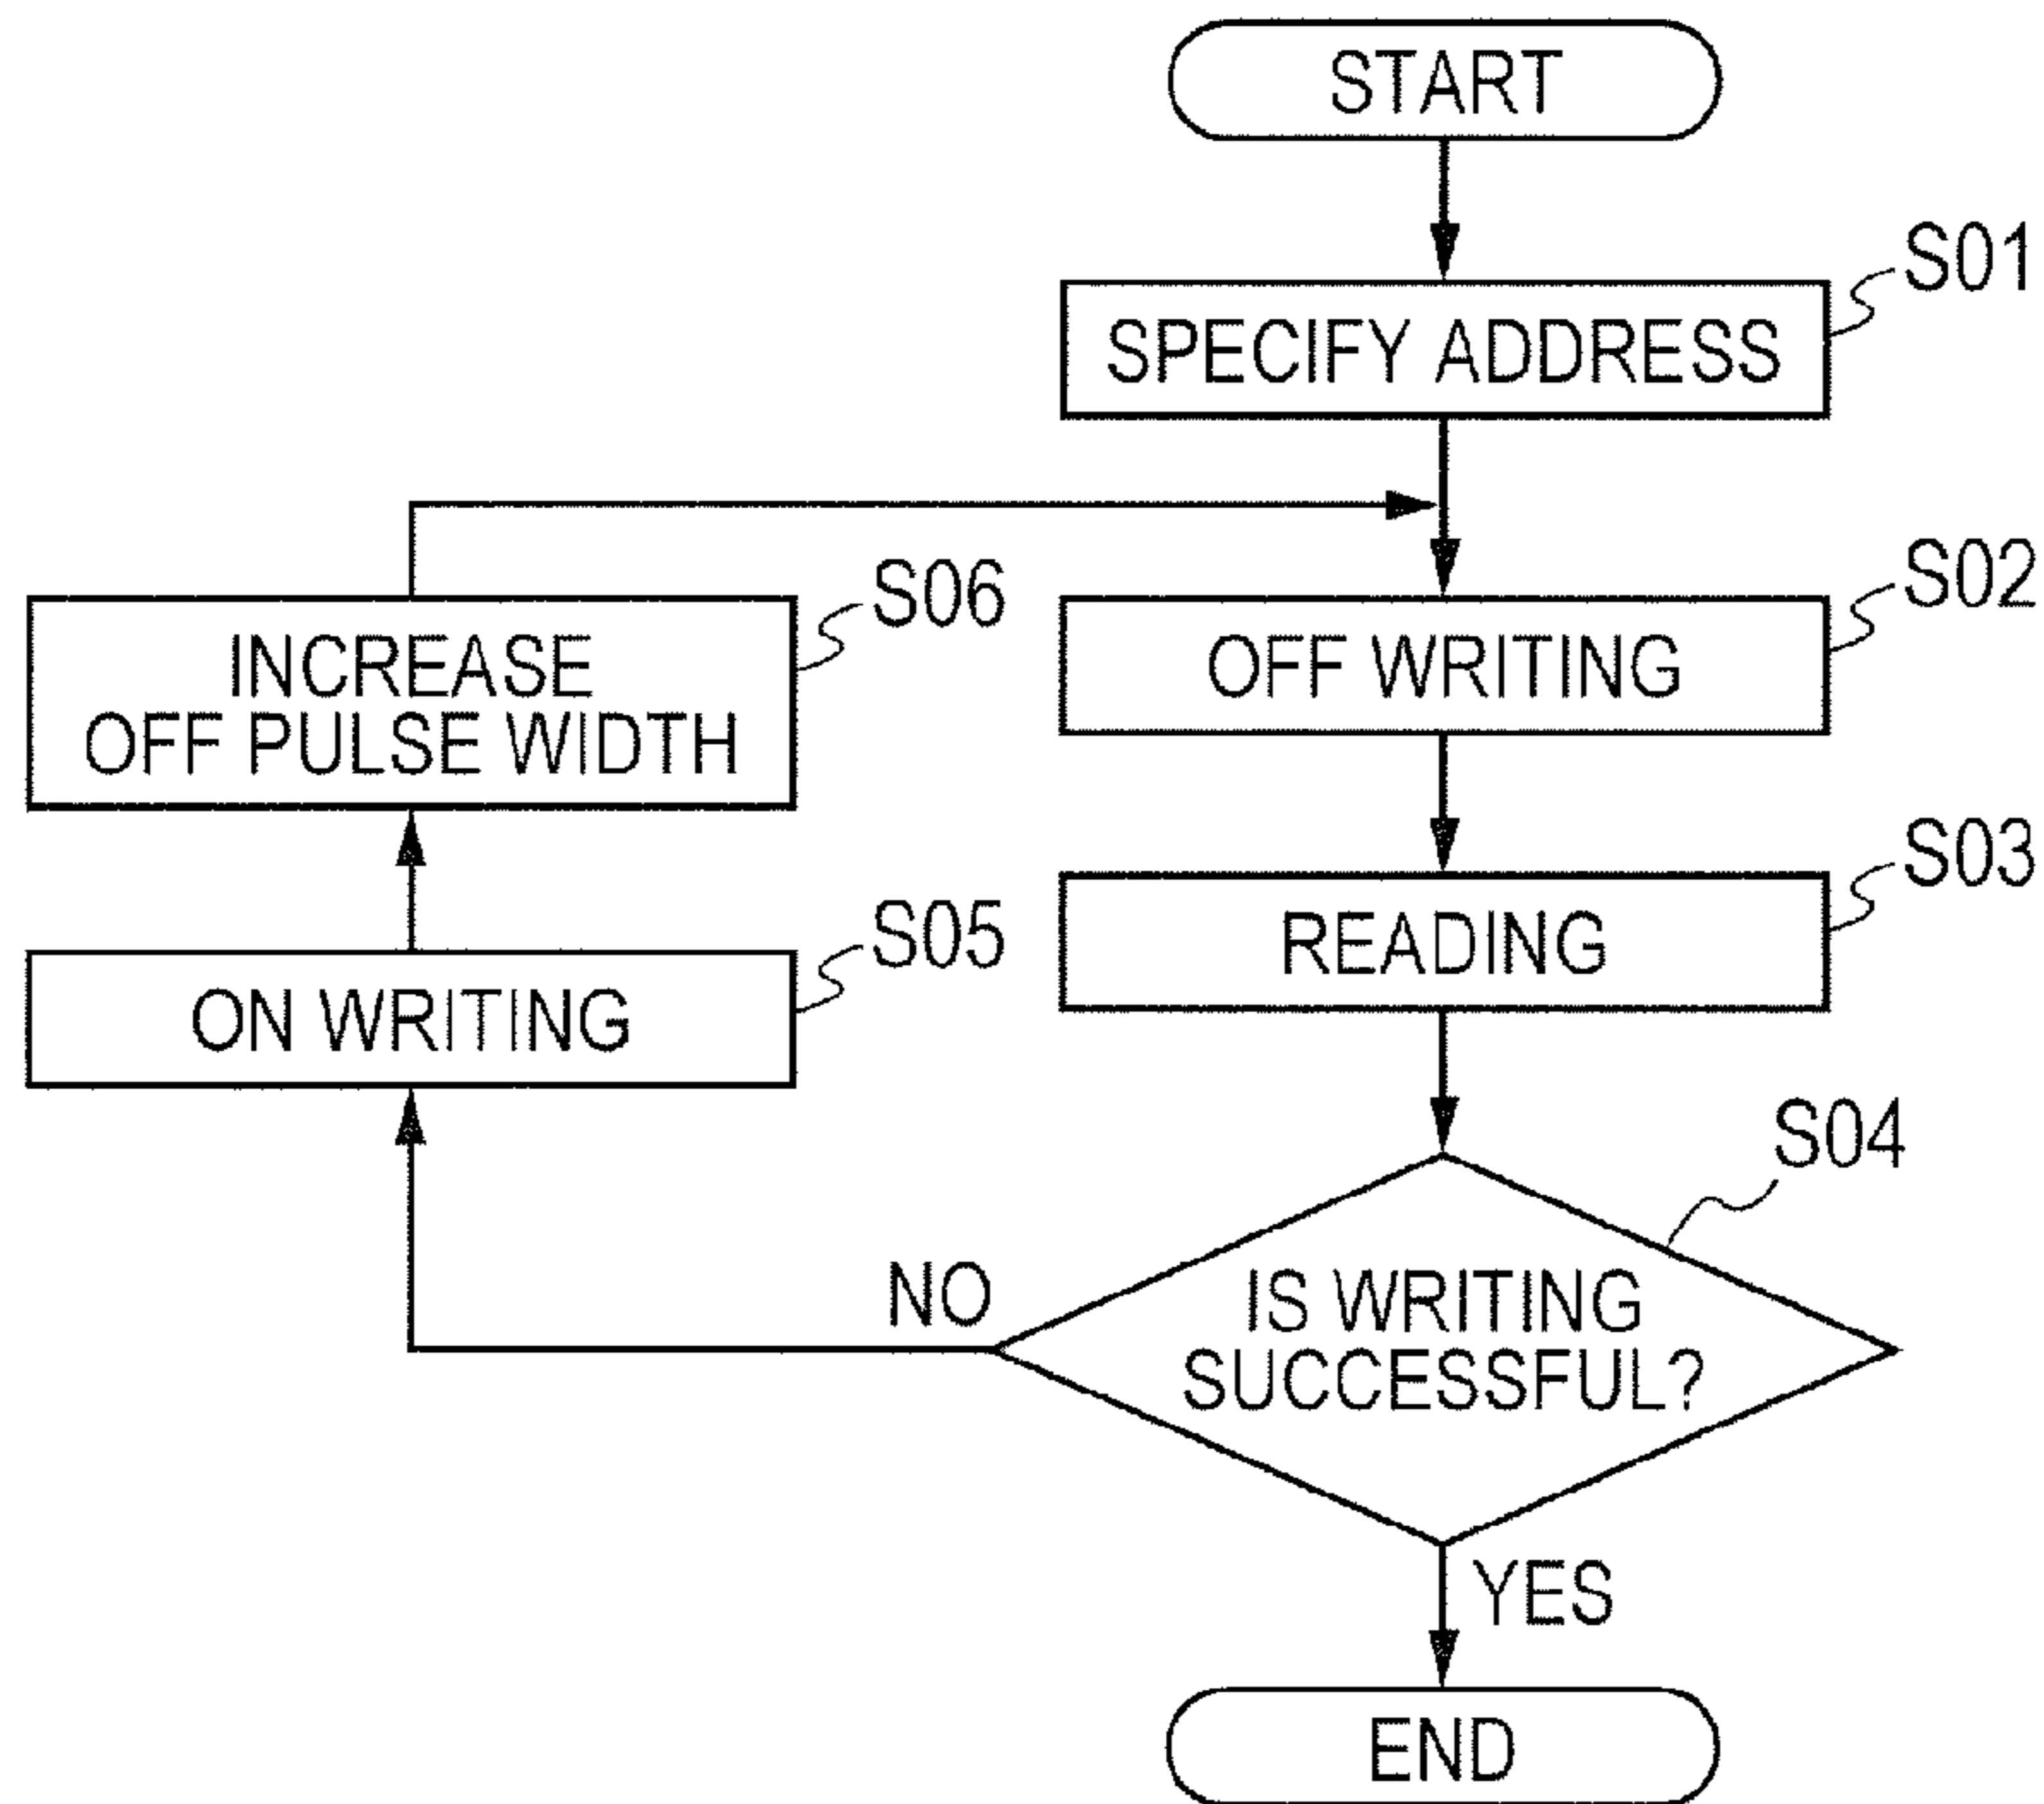 START
S01
SPECIFY ADDRESS
S02
OFF WRITING
S03
READING
S04
IS WRITING
SUCCESSFUL?
NO
YES
S05
ON WRITING
S06
INCREASE
OFF PULSE WIDTH
END